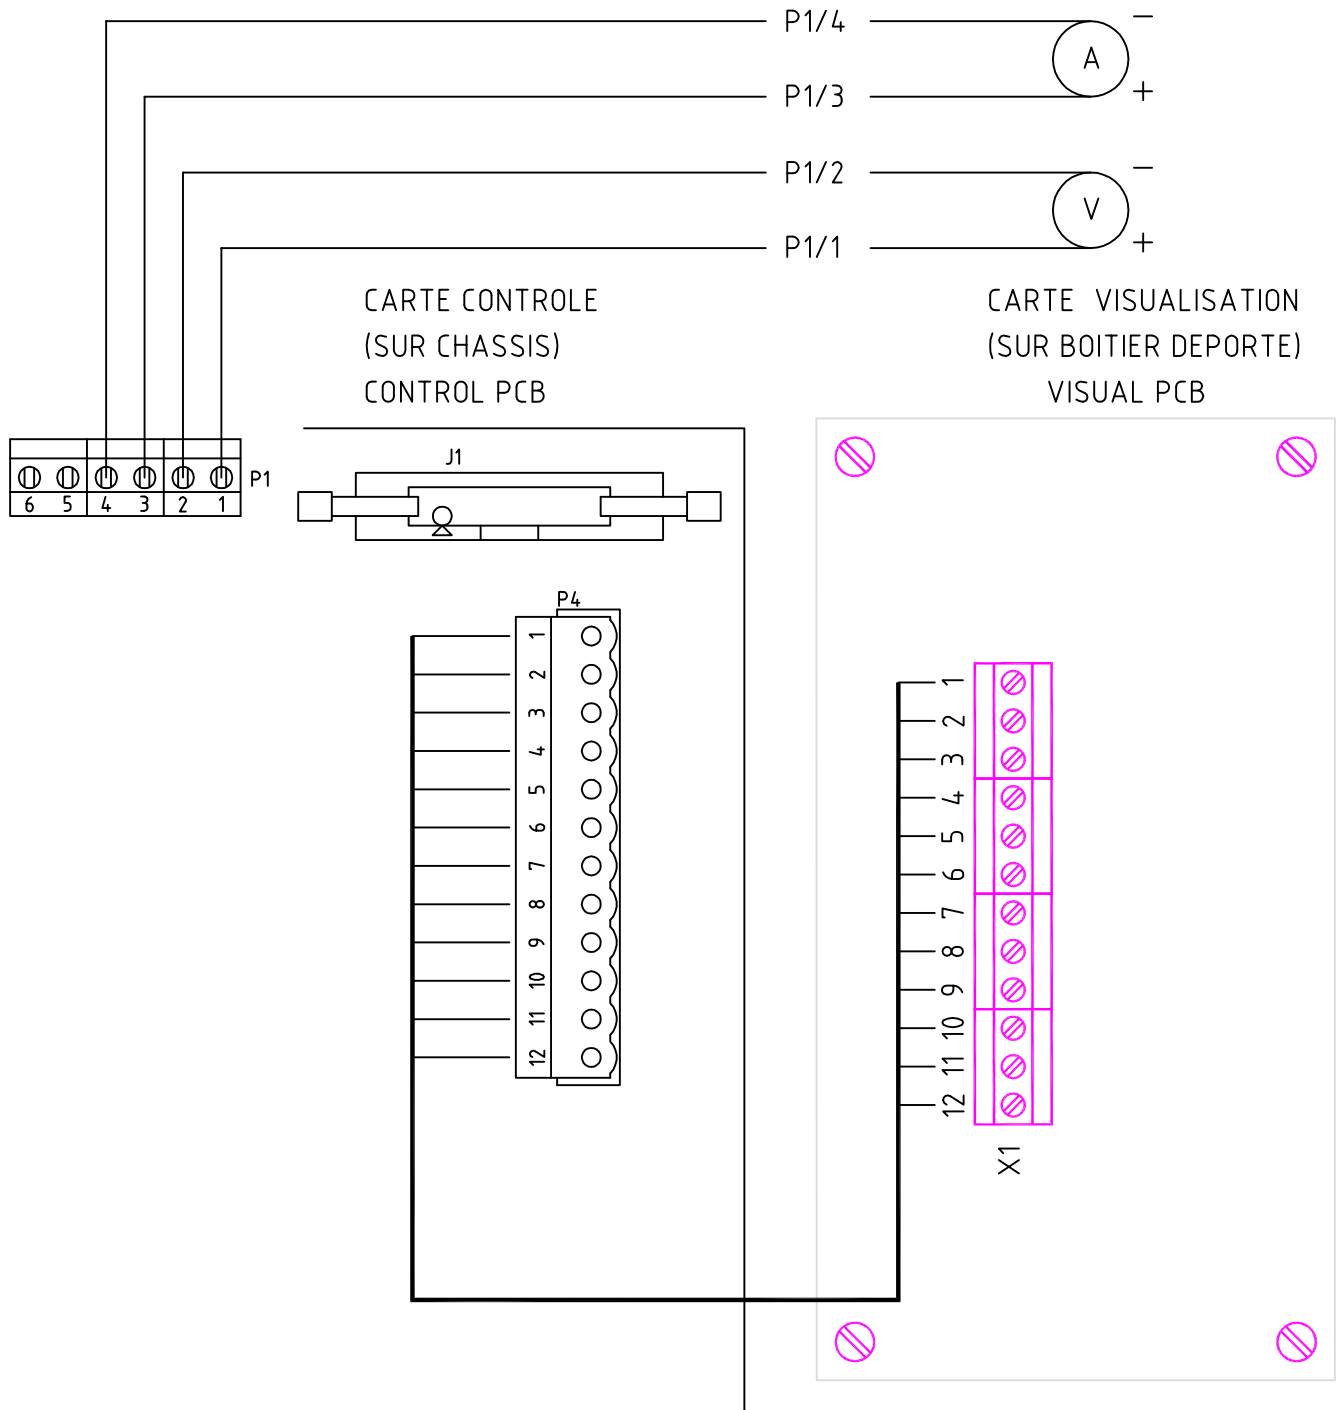 P1/4
−
A
P1/3
+
P1/2
−
V
P1/1
+
CARTE CONTROLE
(SUR CHASSIS)
CONTROL PCB
CARTE VISUALISATION
(SUR BOITIER DEPORTE)
VISUAL PCB
J1
P1
6 5 4 3 2 1
P4
1
2
3
4
5
6
7
8
9
10
11
12
1
2
3
4
5
6
7
8
9
10
11
12
X1